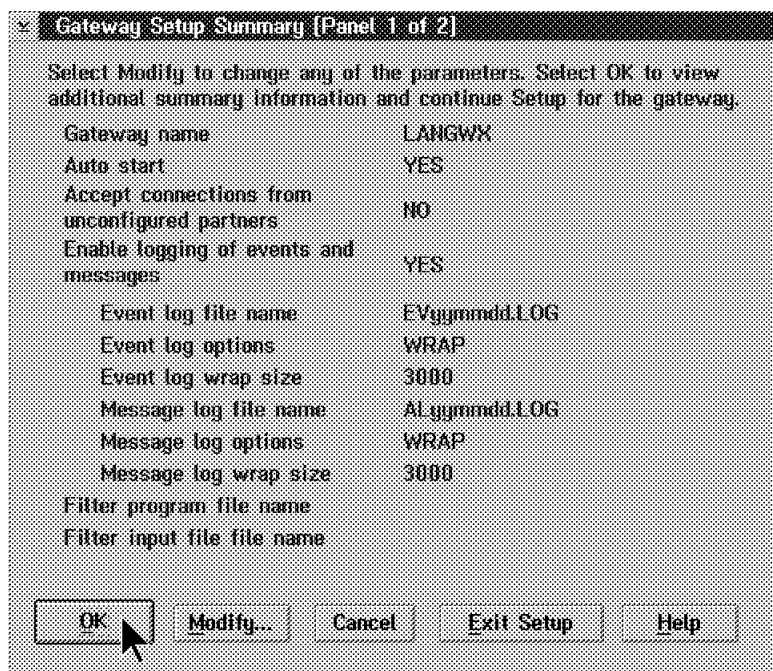 Gateway Setup Summary (Panel 1 of 2)
Select Modify to change any of the parameters. Select OK to view
additional summary information and continue Setup for the gateway.
Gateway name LANGWX
Auto start YES
Accept connections from
unconfigured partners NO
Enable logging of events and
messages YES
Event log file name EVyymmdd.LOG
Event log options WRAP
Event log wrap size 3000
Message log file name ALyymmdd.LOG
Message log options WRAP
Message log wrap size 3000
Filter program file name
Filter input file file name
OK Modify... Cancel Exit Setup Help